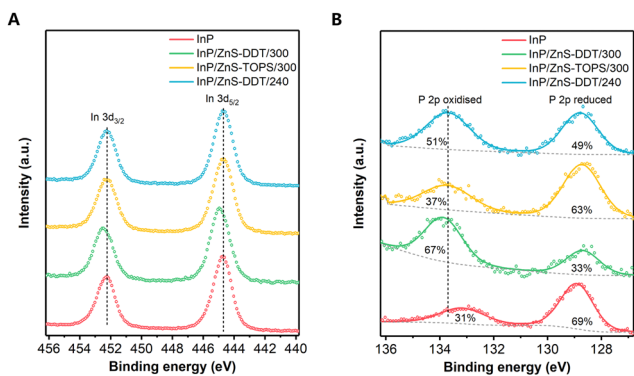 A
InP
InP/ZnS-DDT/300
InP/ZnS-TOPS/300
InP/ZnS-DDT/240
In 3d3/2
In 3d5/2
Intensity (a.u.)
456 454 452 450 448 446 444 442 440
Binding energy (eV)
B
InP
InP/ZnS-DDT/300
InP/ZnS-TOPS/300
InP/ZnS-DDT/240
P 2p oxidised
P 2p reduced
51%
49%
37%
63%
67%
33%
31%
69%
Intensity (a.u.)
136 134 132 130 128
Binding energy (eV)